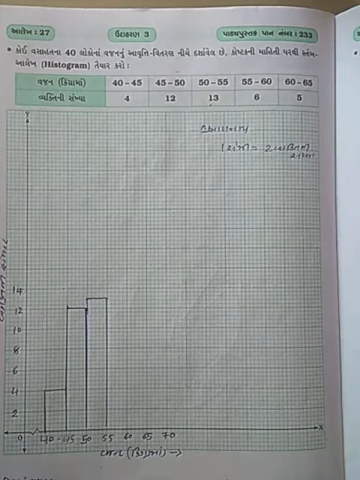 આલેખ : 27 ઉદાહરણ 3 પાઠ્યપુસ્તક પાન નંબર : 233
• કોઈ વસાહતના 40 લોકોનાં વજનનું આવૃત્તિ-વિતરણ નીચે દર્શાવેલ છે. કોષ્ટકની માહિતી પરથી સ્તંભ-
આલેખ (Histogram) તૈયાર કરો :
વજન (કિગ્રામાં) 40 – 45 45 – 50 50 – 55 55 – 60 60 – 65
વ્યક્તિની સંખ્યા 4 12 13 6 5
Y
14
12
10
8
6
4
2
0 40 45 50 55 60 65 70 X
વજન (કિગ્રામાં) →